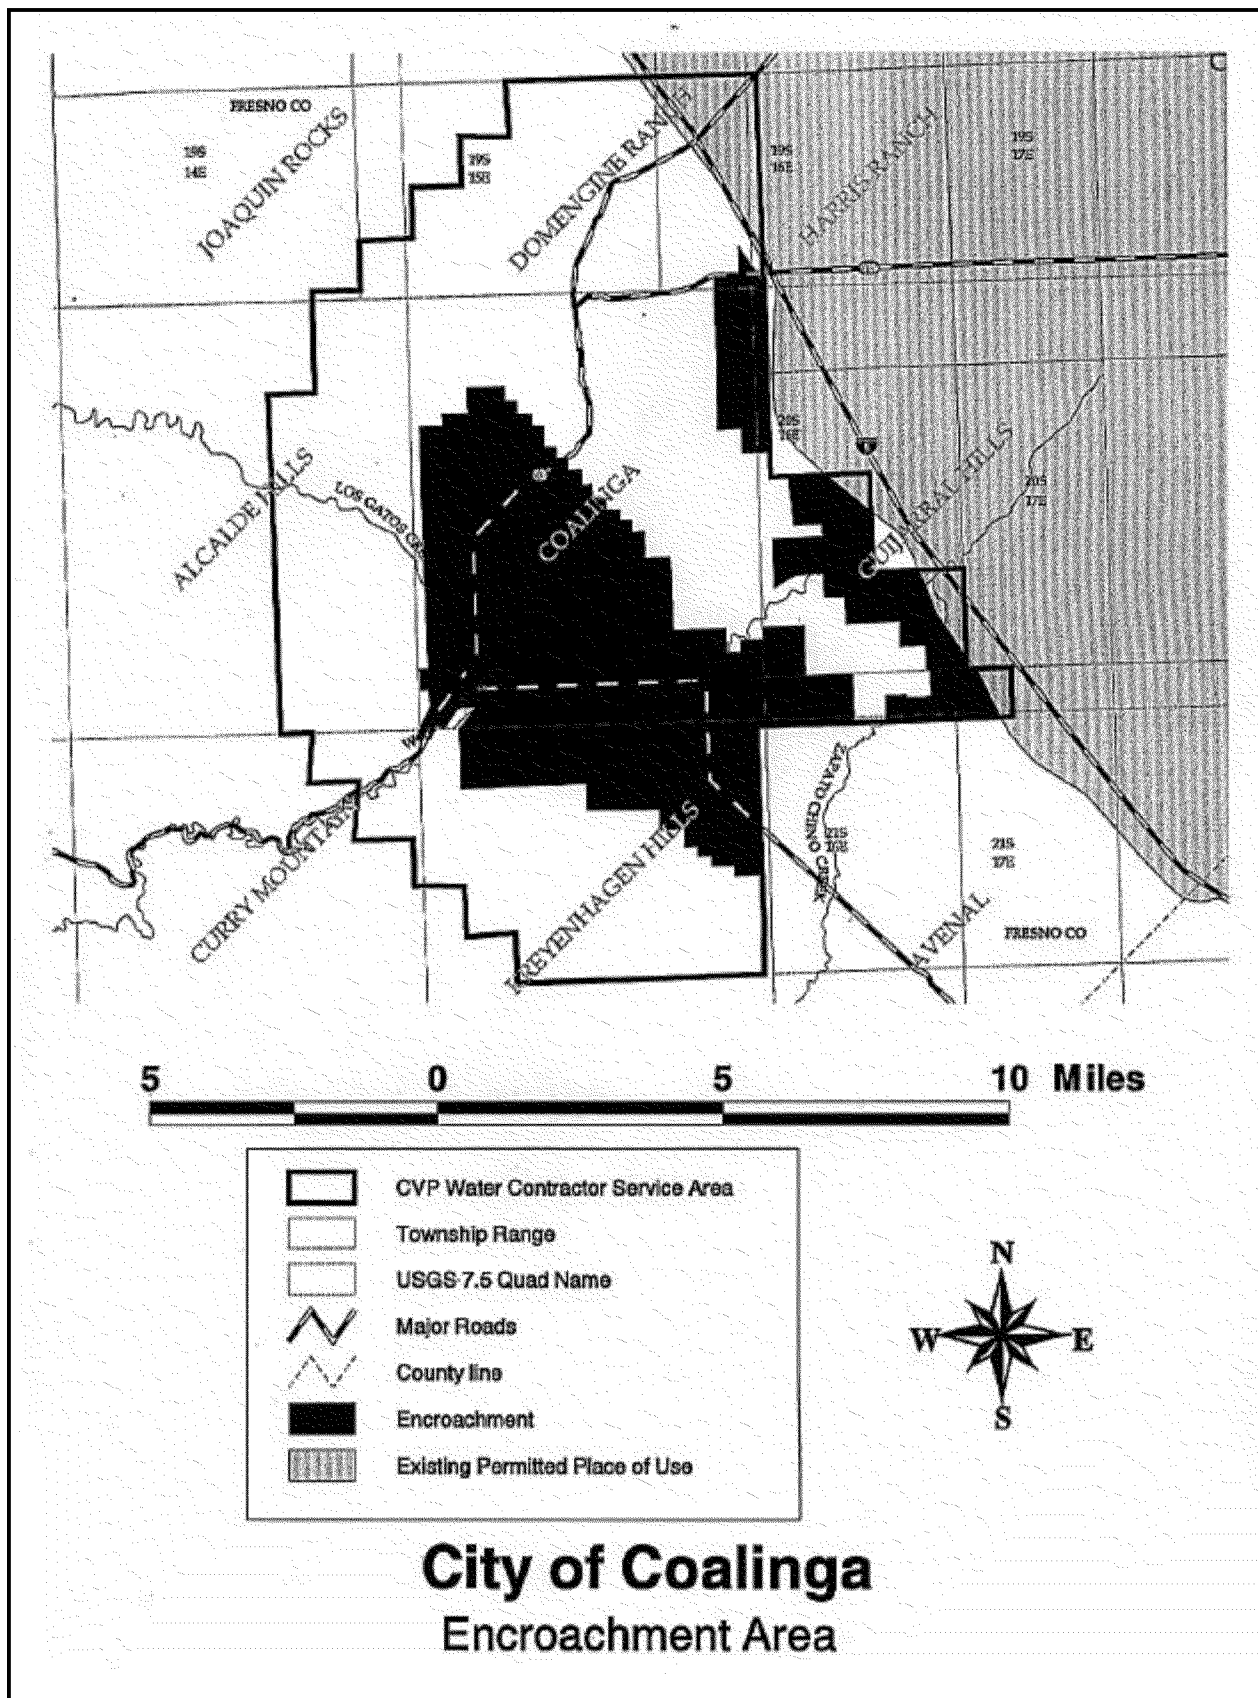 FRESNO CO
19S
14E
JOAQUIN ROCKS
19S
15E
DOMENGINE RANCH
19S
16E
HARRIS RANCH
19S
17E
ALCALDE HILLS
LOS GATOS
COALINGA
20S
16E
GUIJARRAL HILLS
20S
17E
CURRY MOUNTAIN
KREYENHAGEN HILLS
ZAPATO CHINO CREEK
21S
16E
21S
17E
AVENAL
FRESNO CO
5 0 5 10 Miles
CVP Water Contractor Service Area
Township Range
USGS 7.5 Quad Name
Major Roads
County line
Encroachment
Existing Permitted Place of Use
N
W E
S
City of Coalinga
Encroachment Area